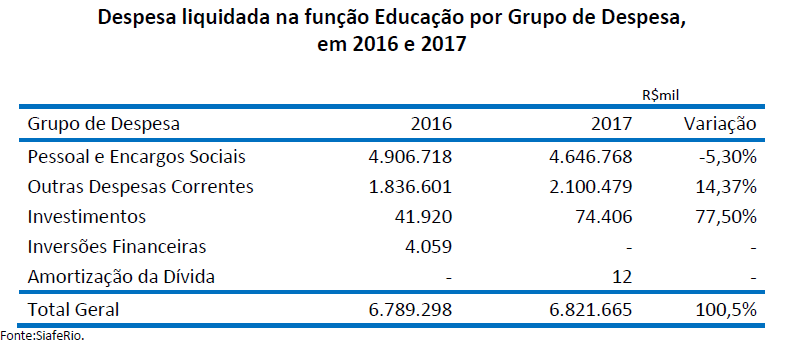 Despesa liquidada na função Educação por Grupo de Despesa,
em 2016 e 2017
R$mil
Grupo de Despesa 2016 2017 Variação
Pessoal e Encargos Sociais 4.906.718 4.646.768 -5,30%
Outras Despesas Correntes 1.836.601 2.100.479 14,37%
Investimentos 41.920 74.406 77,50%
Inversões Financeiras 4.059 - -
Amortização da Dívida - 12 -
Total Geral 6.789.298 6.821.665 100,5%
Fonte:SiafeRio.